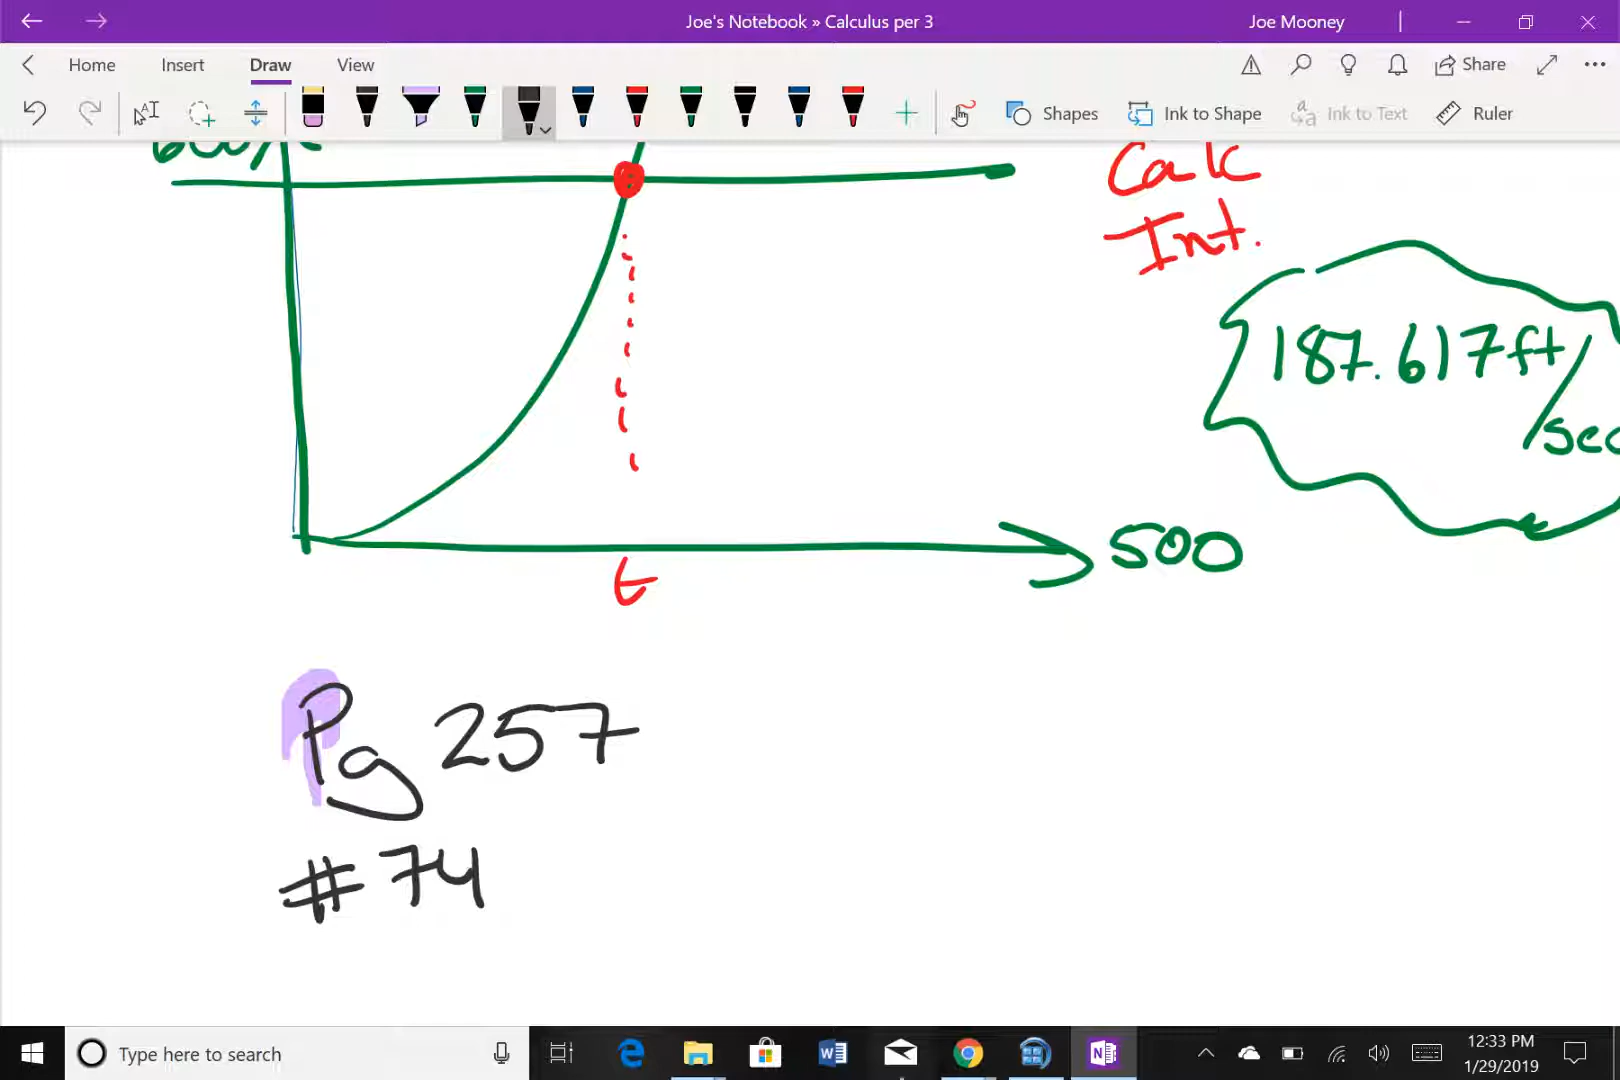 Joe's Notebook » Calculus per 3
Joe Mooney
Home Insert Draw View
Share
Shapes Ink to Shape Ink to Text Ruler
Calc
Int.
187.617ft/
500
t
Pg 257
#74
Type here to search
12:33 PM
1/29/2019